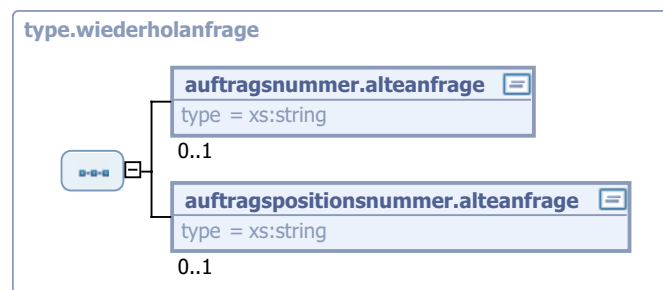 type.wiederholanfrage
auftragsnummer.alteanfrage
type = xs:string
0..1
auftragspositionsnummer.alteanfrage
type = xs:string
0..1